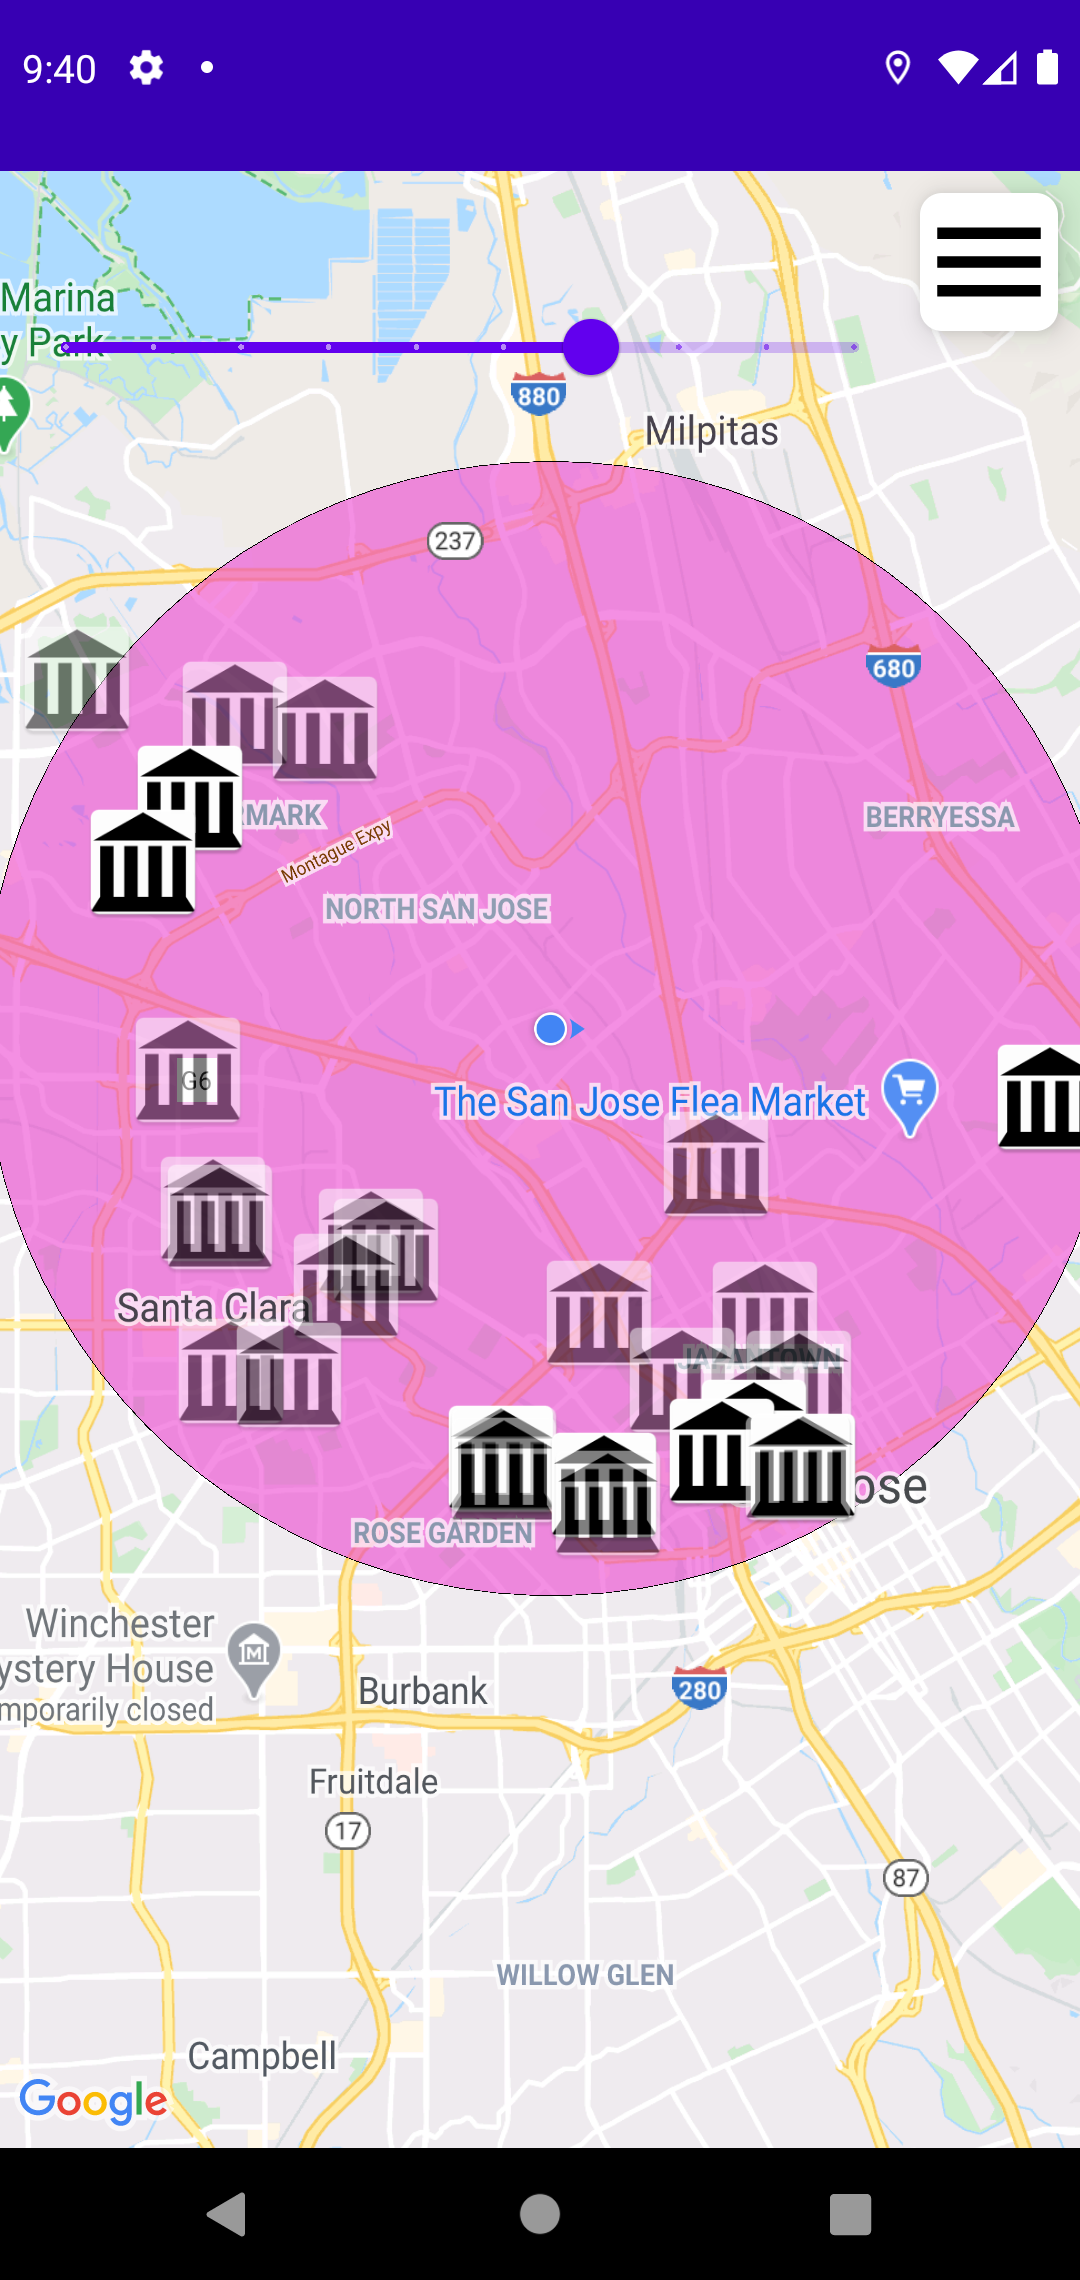 9:40
Marina
y Park
880
Milpitas
237
680
RMARK
BERRYESSA
Montague Expy
NORTH SAN JOSE
G6
The San Jose Flea Market
Santa Clara
ose
ROSE GARDEN
Winchester
ystery House
mporarily closed
Burbank
280
Fruitdale
17
87
WILLOW GLEN
Campbell
Google